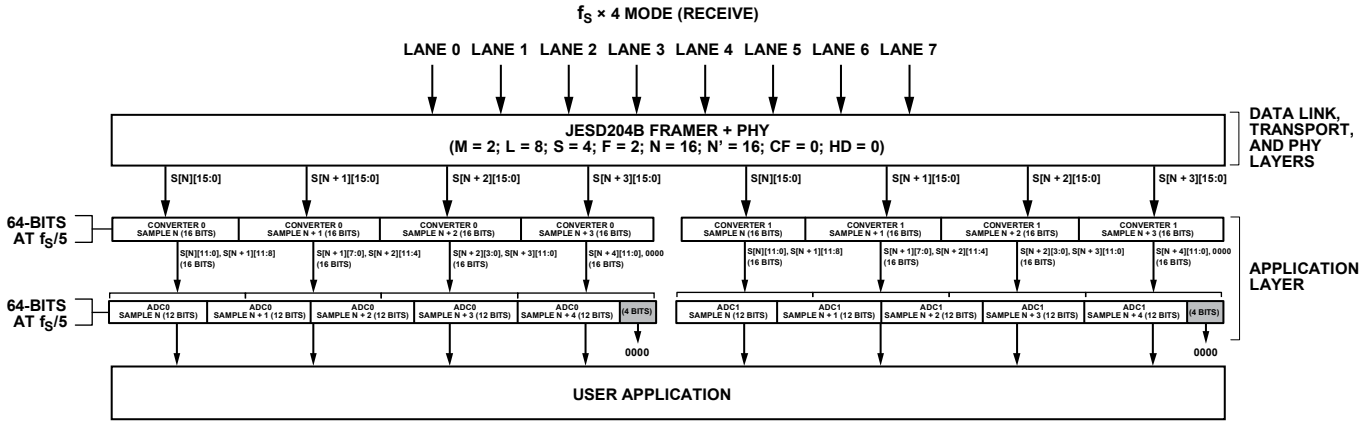 fS × 4 MODE (RECEIVE)
LANE 0 LANE 1 LANE 2 LANE 3 LANE 4 LANE 5 LANE 6 LANE 7
JESD204B FRAMER + PHY
(M = 2; L = 8; S = 4; F = 2; N = 16; N' = 16; CF = 0; HD = 0)
DATA LINK,
TRANSPORT,
AND PHY
LAYERS
S[N][15:0] S[N + 1][15:0] S[N + 2][15:0] S[N + 3][15:0] S[N][15:0] S[N + 1][15:0] S[N + 2][15:0] S[N + 3][15:0]
64-BITS
AT fS/5
CONVERTER 0 CONVERTER 0 CONVERTER 0 CONVERTER 0 CONVERTER 1 CONVERTER 1 CONVERTER 1 CONVERTER 1
SAMPLE N (16 BITS) SAMPLE N + 1 (16 BITS) SAMPLE N + 2 (16 BITS) SAMPLE N + 3 (16 BITS) SAMPLE N (16 BITS) SAMPLE N + 1 (16 BITS) SAMPLE N + 2 (16 BITS) SAMPLE N + 3 (16 BITS)
S[N][11:0], S[N + 1][11:8] S[N + 1][7:0], S[N + 2][11:4] S[N + 2][3:0], S[N + 3][11:0] S[N + 4][11:0], 0000 S[N][11:0], S[N + 1][11:8] S[N + 1][7:0], S[N + 2][11:4] S[N + 2][3:0], S[N + 3][11:0] S[N + 4][11:0], 0000
(16 BITS) (16 BITS) (16 BITS) (16 BITS) (16 BITS) (16 BITS) (16 BITS) (16 BITS)
APPLICATION
LAYER
64-BITS
AT fS/5
ADC0 ADC0 ADC0 ADC0 ADC0 ADC1 ADC1 ADC1 ADC1 ADC1
SAMPLE N (12 BITS) SAMPLE N + 1 (12 BITS) SAMPLE N + 2 (12 BITS) SAMPLE N + 3 (12 BITS) SAMPLE N + 4 (12 BITS) (4 BITS) SAMPLE N (12 BITS) SAMPLE N + 1 (12 BITS) SAMPLE N + 2 (12 BITS) SAMPLE N + 3 (12 BITS) SAMPLE N + 4 (12 BITS) (4 BITS)
0000 0000
USER APPLICATION